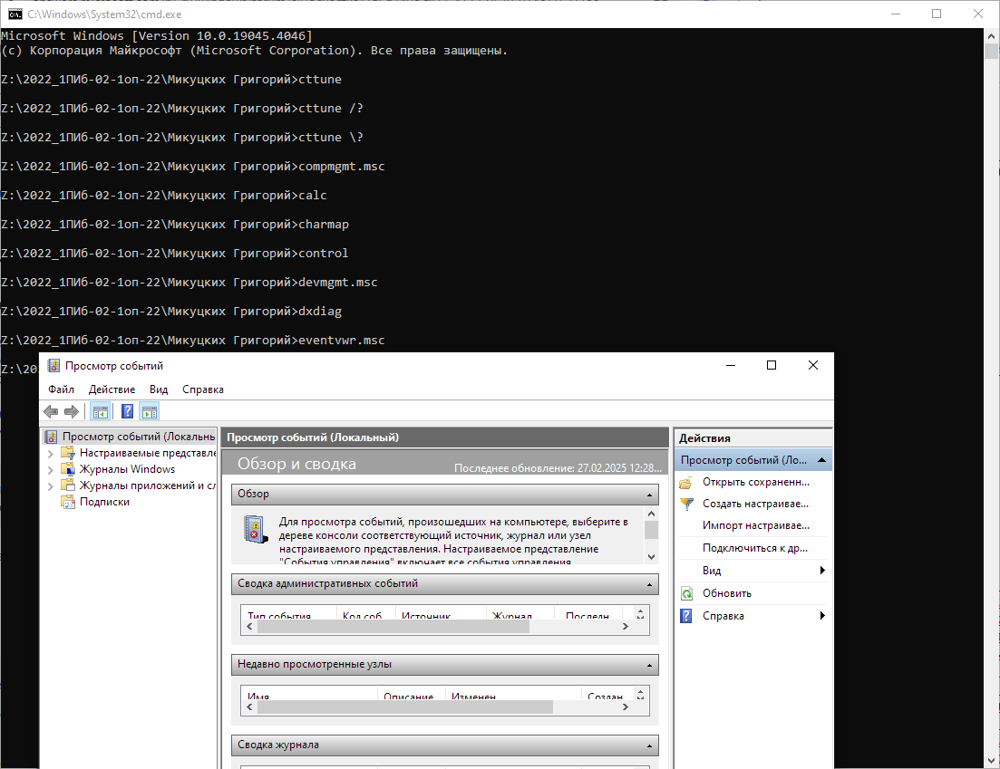 C:\Windows\System32\cmd.exe
Microsoft Windows [Version 10.0.19045.4046]
(c) Корпорация Майкрософт (Microsoft Corporation). Все права защищены.
Z:\2022_1ПИб-02-1оп-22\Микуцких Григорий>cttune
Z:\2022_1ПИб-02-1оп-22\Микуцких Григорий>cttune /?
Z:\2022_1ПИб-02-1оп-22\Микуцких Григорий>cttune \?
Z:\2022_1ПИб-02-1оп-22\Микуцких Григорий>compmgmt.msc
Z:\2022_1ПИб-02-1оп-22\Микуцких Григорий>calc
Z:\2022_1ПИб-02-1оп-22\Микуцких Григорий>charmap
Z:\2022_1ПИб-02-1оп-22\Микуцких Григорий>control
Z:\2022_1ПИб-02-1оп-22\Микуцких Григорий>devmgmt.msc
Z:\2022_1ПИб-02-1оп-22\Микуцких Григорий>dxdiag
Z:\2022_1ПИб-02-1оп-22\Микуцких Григорий>eventvwr.msc
Z:\20
Просмотр событий
Файл Действие Вид Справка
Просмотр событий (Локальнь
Настраиваемые представле
Журналы Windows
Журналы приложений и сл
Подписки
Просмотр событий (Локальный)
Обзор и сводка Последнее обновление: 27.02.2025 12:28...
Обзор
Для просмотра событий, произошедших на компьютере, выберите в
дереве консоли соответствующий источник, журнал или узел
настраиваемого представления. Настраиваемое представление
"События управления" включает все события управления
Сводка административных событий
Тип события Код соб Источник Журнал Последн
Недавно просмотренные узлы
Имя Описание Изменен Создан
Сводка журнала
Действия
Просмотр событий (Ло...
Открыть сохраненн...
Создать настраивае...
Импорт настраивае...
Подключиться к др...
Вид
Обновить
Справка